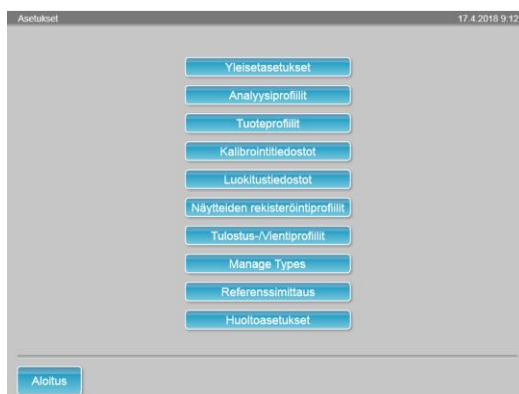 Asetukset 17.4.2018 9:12
Yleisetasetukset
Analyysiprofiilit
Tuoteprofiilit
Kalibrointitiedostot
Luokitustiedostot
Näytteiden rekisteröintiprofiilit
Tulostus-/Vientiprofiilit
Manage Types
Referenssimittaus
Huoltoasetukset
Aloitus